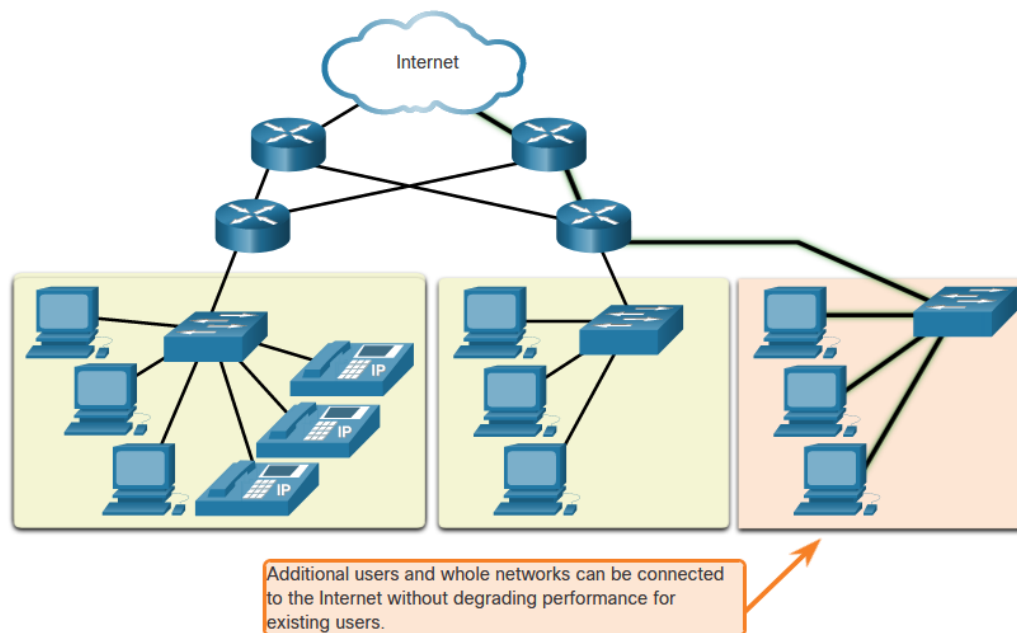 Internet
IP
IP
IP
Additional users and whole networks can be connected
to the Internet without degrading performance for
existing users.